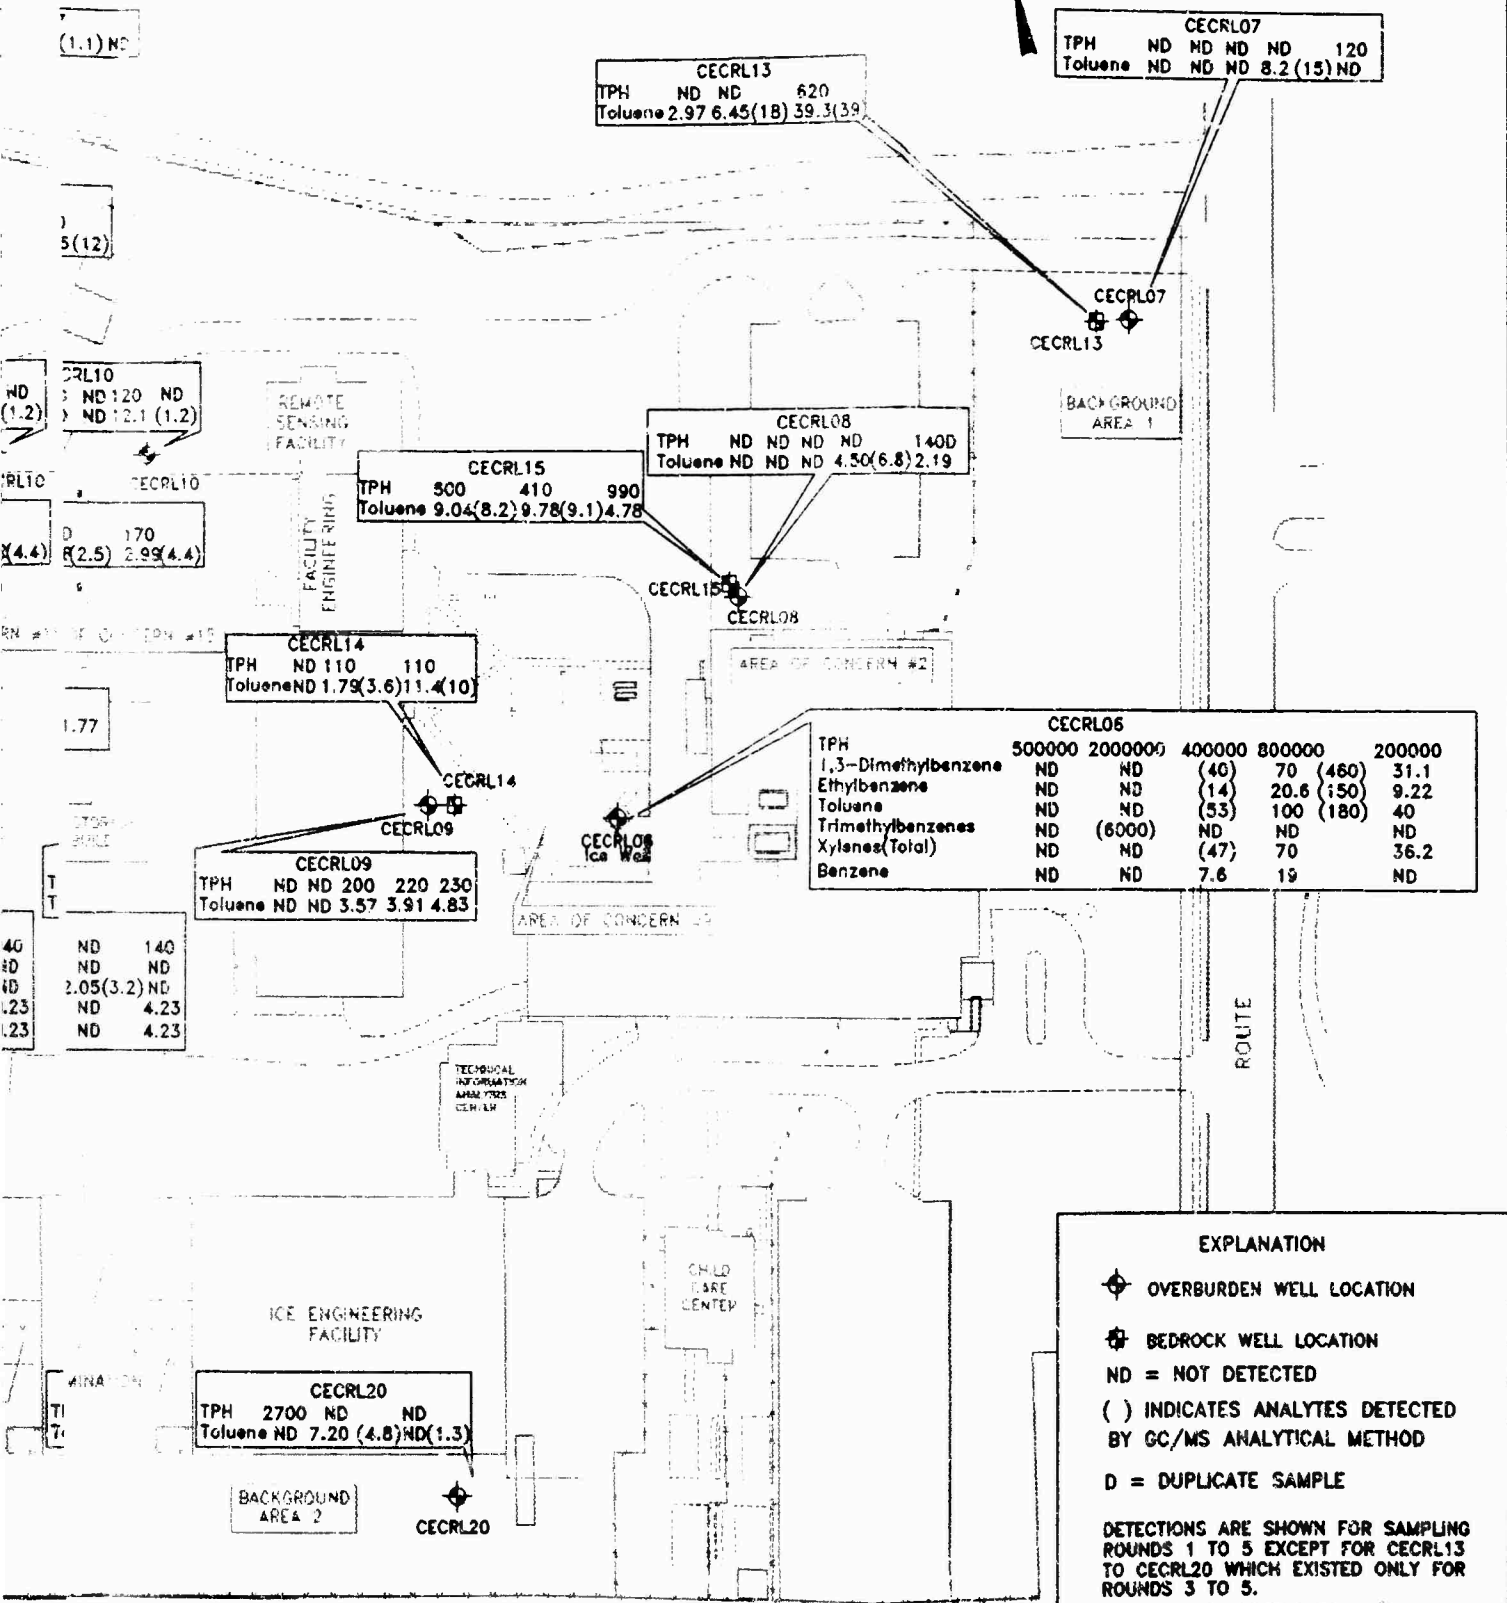 (1.1) ND
CECRL07
TPH ND ND ND ND 120
Toluene ND ND ND 8.2 (15) ND
CECRL13
TPH ND ND 620
Toluene 2.97 6.45(18) 39.3(39)
5(12)
CECRL07
CECRL13
BACKGROUND
AREA 1
ND
(1.2)
CRL10
ND 120 ND
ND 12.1 (1.2)
REMOTE
SENSING
FACILITY
CECRL08
TPH ND ND ND ND 140D
Toluene ND ND ND 4.50(6.8) 2.19
CECRL15
TPH 500 410 990
Toluene 9.04(8.2) 9.78(9.1) 4.78
RL10
CECRL10
FACILITY
ENGINEERING
(4.4)
170
(2.5) 2.99(4.4)
CECRL15
CECRL08
CECRL14
TPH ND 110 110
Toluene ND 1.79(3.6) 11.4(10)
AREA OF CONCERN #2
1.77
CECRL06
TPH 500000 2000000 400000 800000 200000
1,3-Dimethylbenzene ND ND (40) 70 (460) 31.1
Ethylbenzene ND ND (14) 20.6 (150) 9.22
Toluene ND ND (53) 100 (180) 40
Trimethylbenzenes ND (6000) ND ND ND
Xylenes(Total) ND ND (47) 70 36.2
Benzene ND ND 7.6 19 ND
CECRL14
CECRL09
CECRL06
Ice Well
CECRL09
TPH ND ND 200 220 230
Toluene ND ND 3.57 3.91 4.83
AREA OF CONCERN #9
40 ND 140
ND ND ND
ND 2.05(3.2) ND
.23 ND 4.23
.23 ND 4.23
ROUTE
TECHNICAL
INFORMATION
ANALYSIS
CENTER
CHILD
CARE
CENTER
ICE ENGINEERING
FACILITY
CECRL20
TPH 2700 ND ND
Toluene ND 7.20 (4.8) ND(1.3)
BACKGROUND
AREA 2
CECRL20
EXPLANATION
OVERBURDEN WELL LOCATION
BEDROCK WELL LOCATION
ND = NOT DETECTED
( ) INDICATES ANALYTES DETECTED
BY GC/MS ANALYTICAL METHOD
D = DUPLICATE SAMPLE
DETECTIONS ARE SHOWN FOR SAMPLING
ROUNDS 1 TO 5 EXCEPT FOR CECRL13
TO CECRL20 WHICH EXISTED ONLY FOR
ROUNDS 3 TO 5.